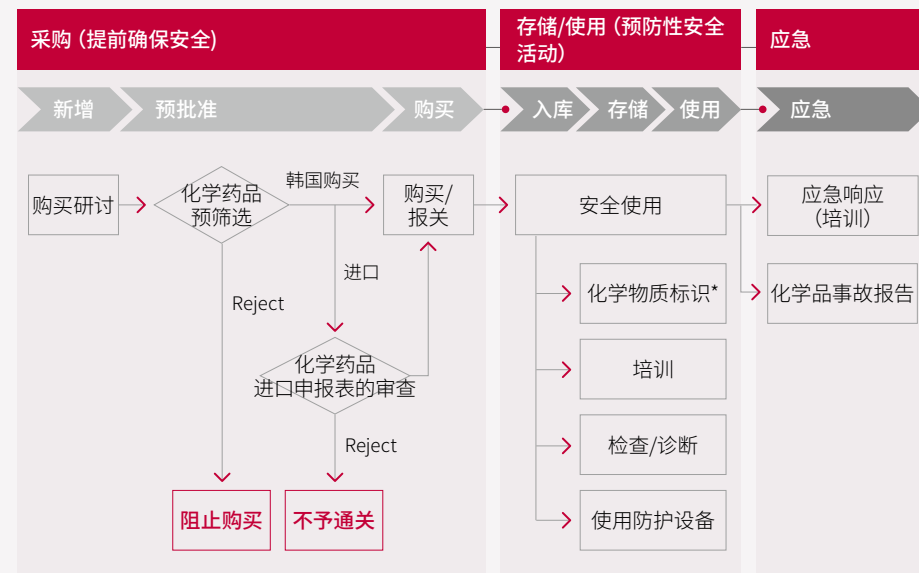 采购 (提前确保安全)
存储/使用 (预防性安全
活动)
应急
新增
预批准
购买
入库
存储
使用
应急
购买研讨
化学药品
预筛选
韩国购买
购买/
报关
安全使用
应急响应
(培训)
进口
Reject
化学物质标识*
化学品事故报告
化学药品
进口申报表的审查
培训
Reject
检查/诊断
阻止购买
不予通关
使用防护设备